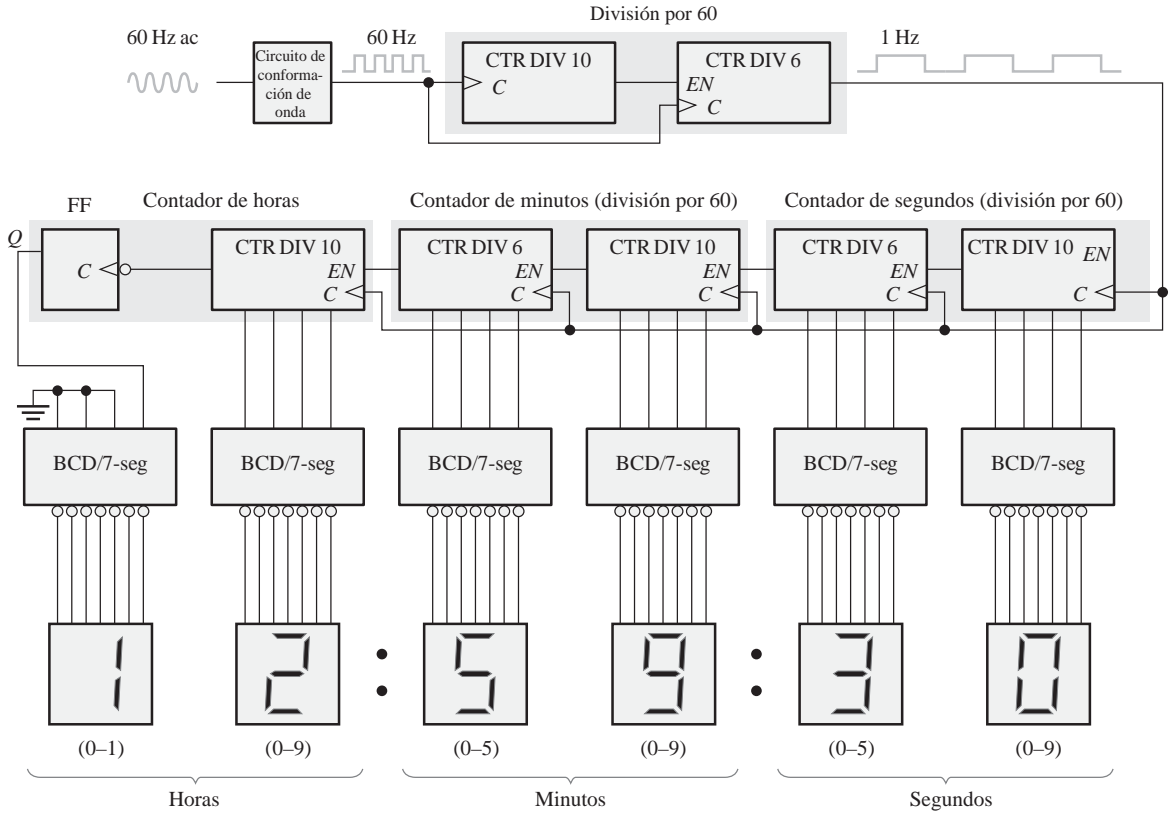 División por 60
60 Hz ac
Circuito de
conforma-
ción de
onda
60 Hz
CTR DIV 10
C
CTR DIV 6
EN
C
1 Hz
FF
Contador de horas
Contador de minutos (división por 60)
Contador de segundos (división por 60)
Q
C
CTR DIV 10
EN
C
CTR DIV 6
EN
C
CTR DIV 10
EN
C
CTR DIV 6
EN
C
CTR DIV 10
EN
C
BCD/7-seg
BCD/7-seg
BCD/7-seg
BCD/7-seg
BCD/7-seg
BCD/7-seg
1 2 : 5 9 : 3 0
(0–1)
(0–9)
(0–5)
(0–9)
(0–5)
(0–9)
Horas
Minutos
Segundos